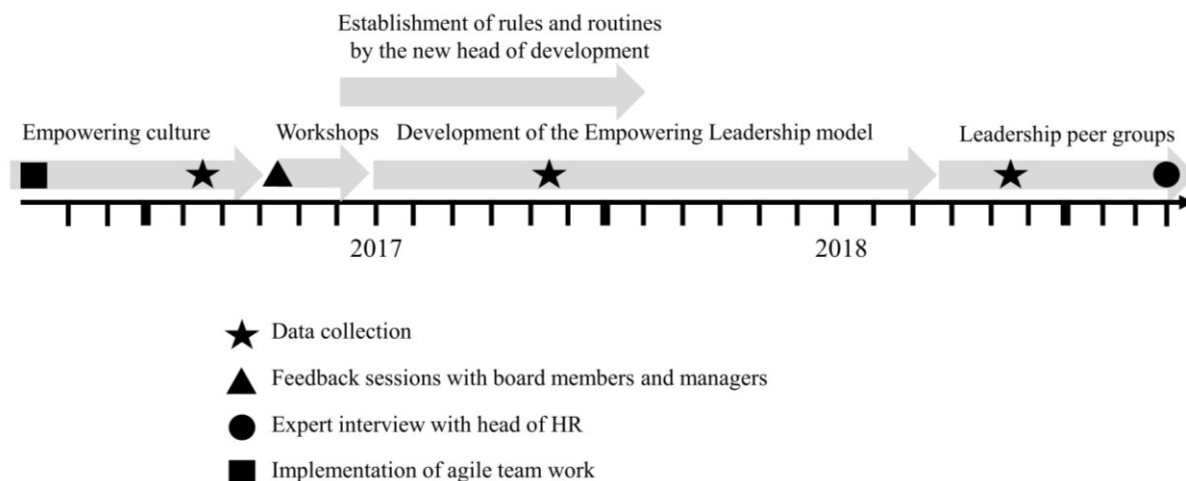 Establishment of rules and routines
by the new head of development
Empowering culture
Workshops
Development of the Empowering Leadership model
Leadership peer groups
2017
2018
Data collection
Feedback sessions with board members and managers
Expert interview with head of HR
Implementation of agile team work